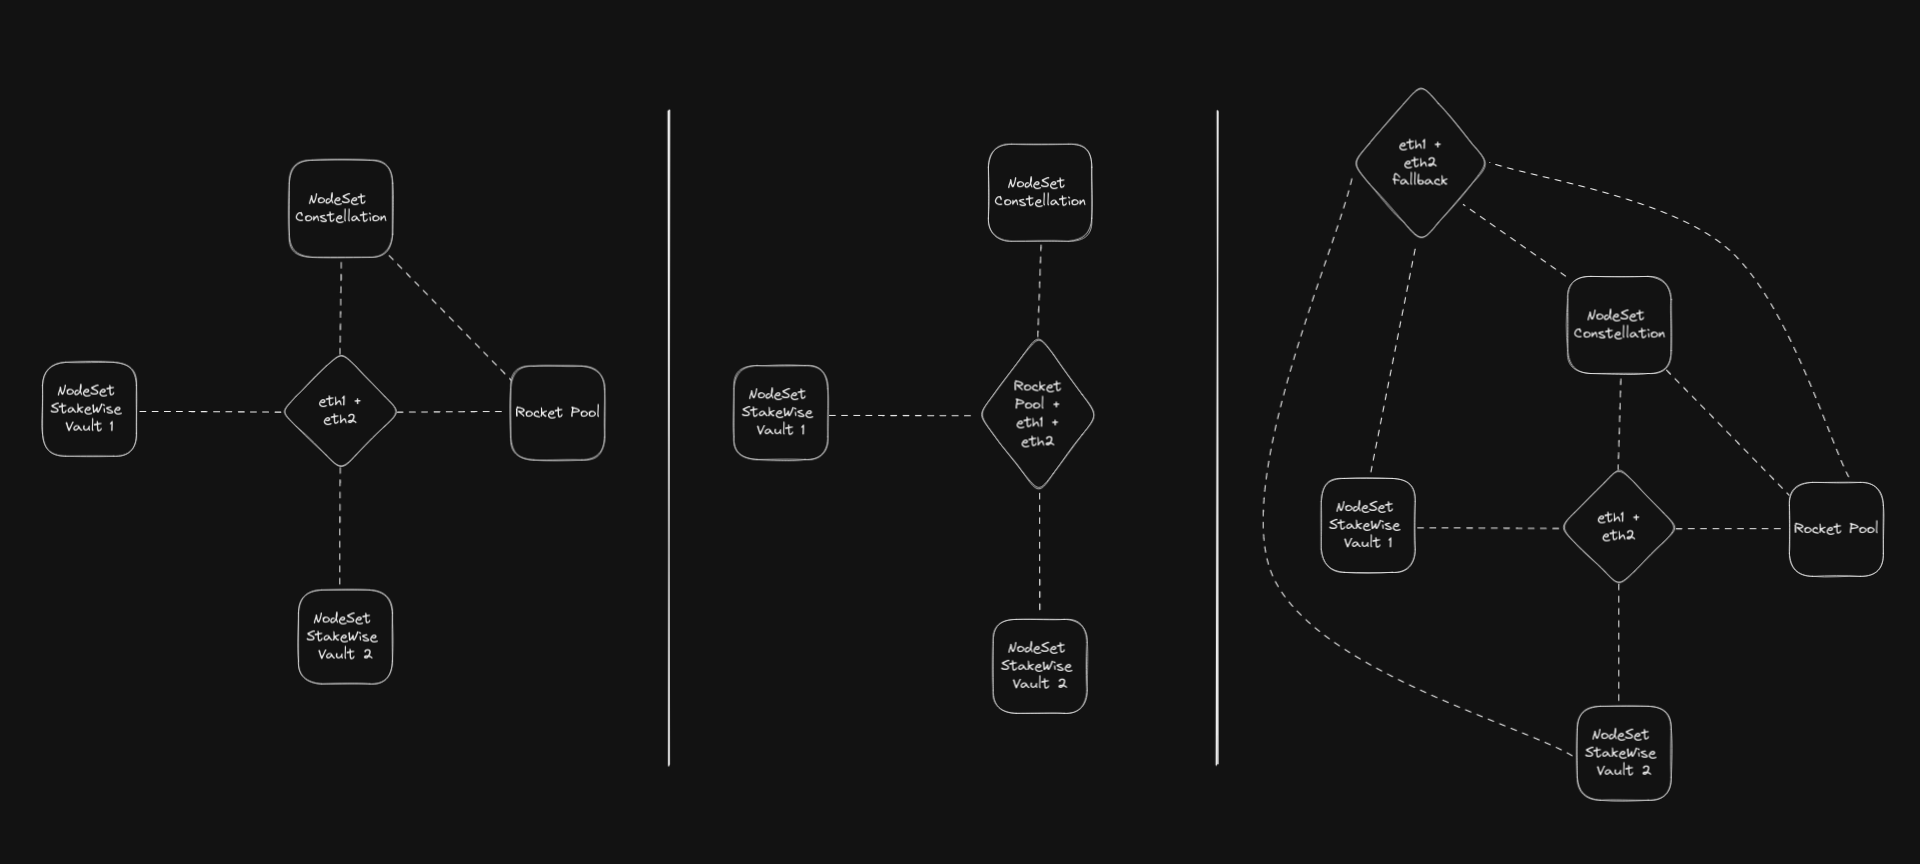 NodeSet
Constellation
NodeSet
StakeWise
Vault 1
eth1 +
eth2
Rocket Pool
NodeSet
StakeWise
Vault 2
NodeSet
Constellation
NodeSet
StakeWise
Vault 1
Rocket
Pool +
eth1 +
eth2
NodeSet
StakeWise
Vault 2
eth1 +
eth2
fallback
NodeSet
Constellation
NodeSet
StakeWise
Vault 1
eth1 +
eth2
Rocket Pool
NodeSet
StakeWise
Vault 2